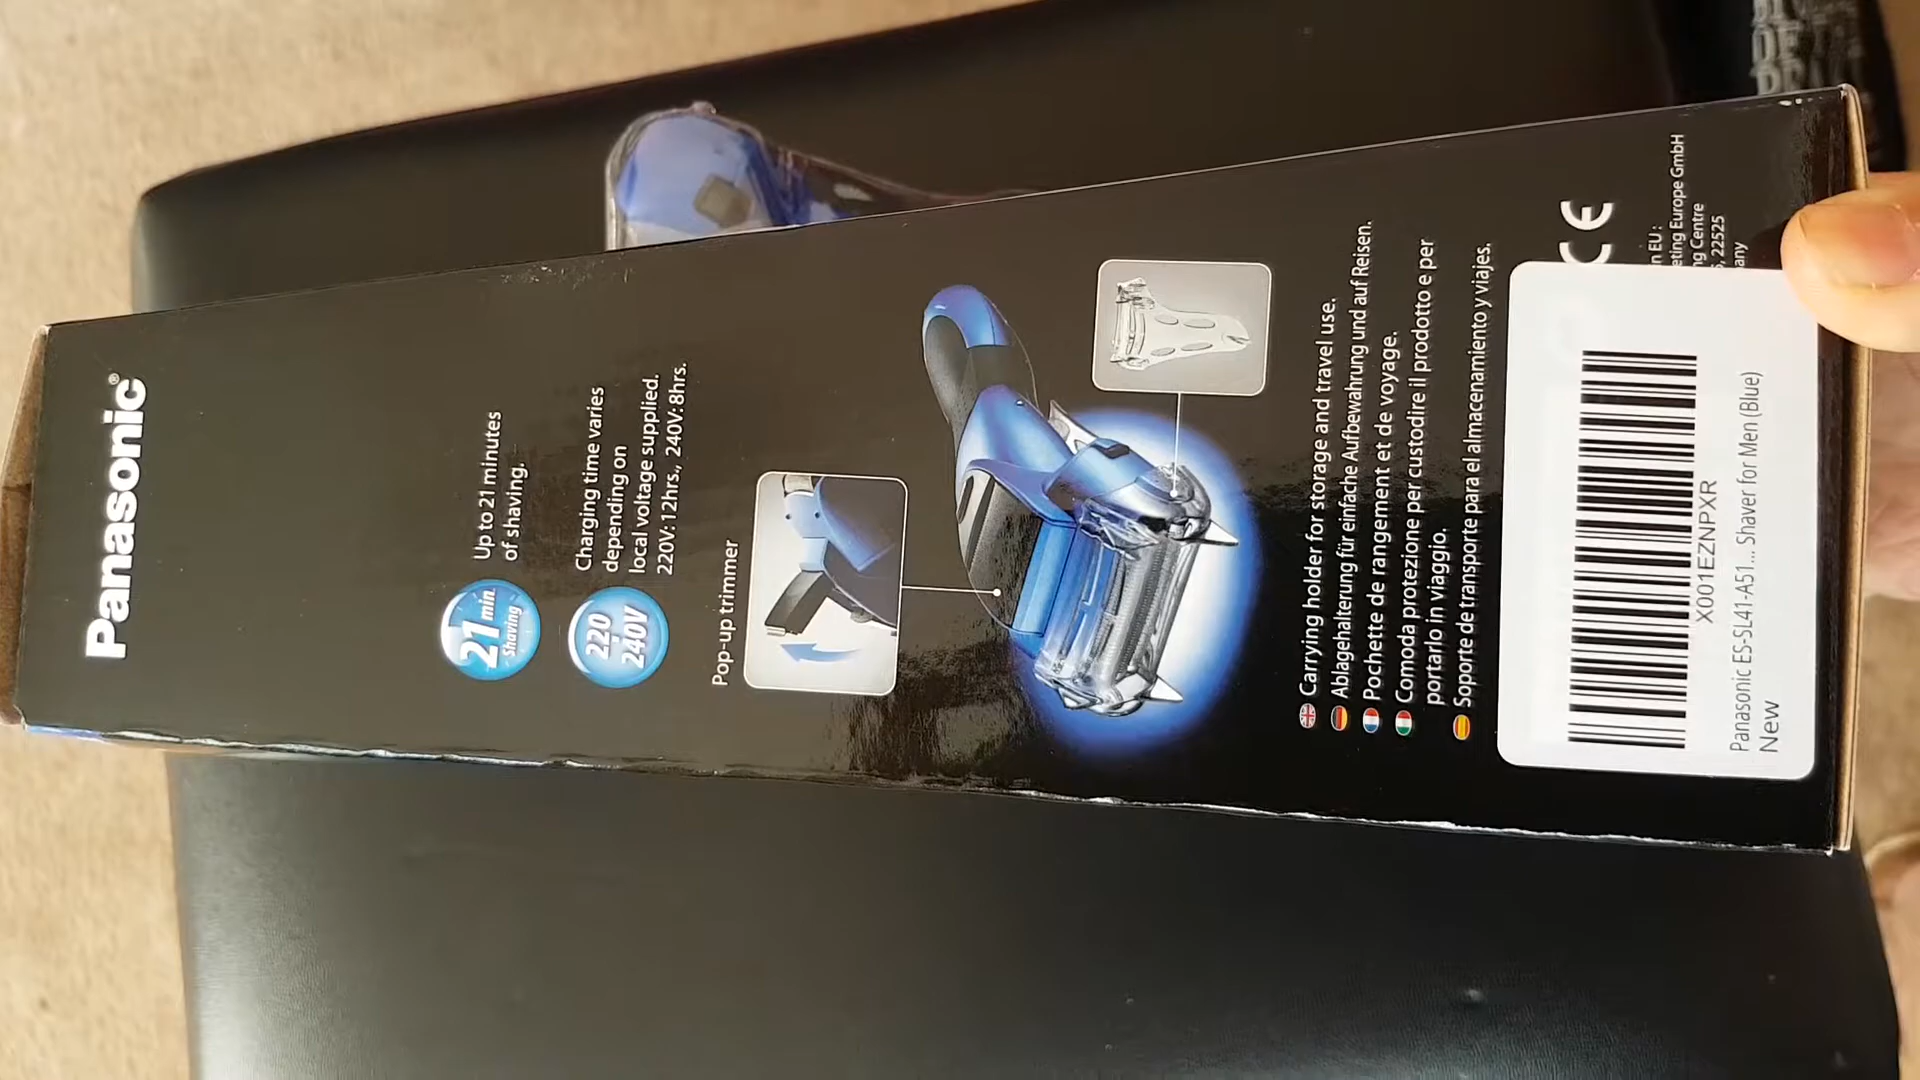 Panasonic®
21 min.
Shaving
Up to 21 minutes
of shaving.
220
240V
Charging time varies
depending on
local voltage supplied.
220V: 12hrs., 240V: 8hrs.
Pop-up trimmer
Carrying holder for storage and travel use.
Ablagehalterung für einfache Aufbewahrung und auf Reisen.
Pochette de rangement et de voyage.
Comoda protezione per custodire il prodotto e per
portarlo in viaggio.
Soporte de transporte para el almacenamiento y viajes.
CE
EU:
Europe GmbH
Centre
22525
X001EZNPXR
Panasonic ES-SL41-A51... Shaver for Men (Blue)
New